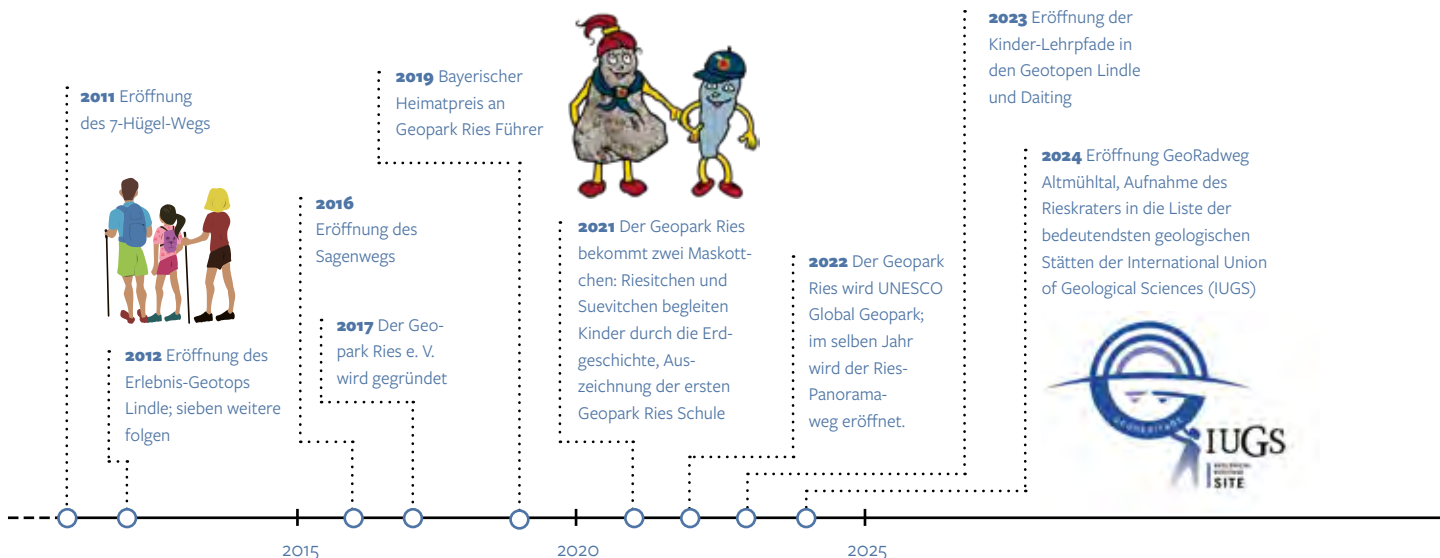 2011 Eröffnung
des 7-Hügel-Wegs
2012 Eröffnung des
Erlebnis-Geotops
Lindle; sieben weitere
folgen
2016
Eröffnung des
Sagenwegs
2017 Der Geo-
park Ries e. V.
wird gegründet
2019 Bayerischer
Heimatpreis an
Geopark Ries Führer
2021 Der Geopark Ries
bekommt zwei Maskott-
chen: Riesitchen und
Suevitchen begleiten
Kinder durch die Erd-
geschichte, Aus-
zeichnung der ersten
Geopark Ries Schule
2022 Der Geopark
Ries wird UNESCO
Global Geopark;
im selben Jahr
wird der Ries-
Panorama-
weg eröffnet.
2023 Eröffnung der
Kinder-Lehrpfade in
den Geotopen Lindle
und Daiting
2024 Eröffnung GeoRadweg
Altmühltal, Aufnahme des
Rieskraters in die Liste der
bedeutendsten geologischen
Stätten der International Union
of Geological Sciences (IUGS)
IUGS
SITE
2015
2020
2025